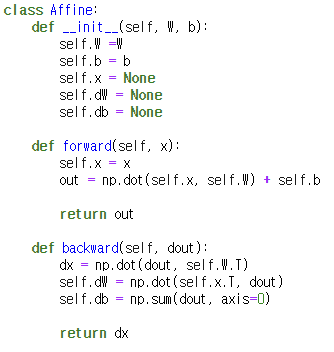 class Affine:
    def __init__(self, W, b):
        self.W =W
        self.b = b
        self.x = None
        self.dW = None
        self.db = None

    def forward(self, x):
        self.x = x
        out = np.dot(self.x, self.W) + self.b

        return out

    def backward(self, dout):
        dx = np.dot(dout, self.W.T)
        self.dW = np.dot(self.x.T, dout)
        self.db = np.sum(dout, axis=0)

        return dx